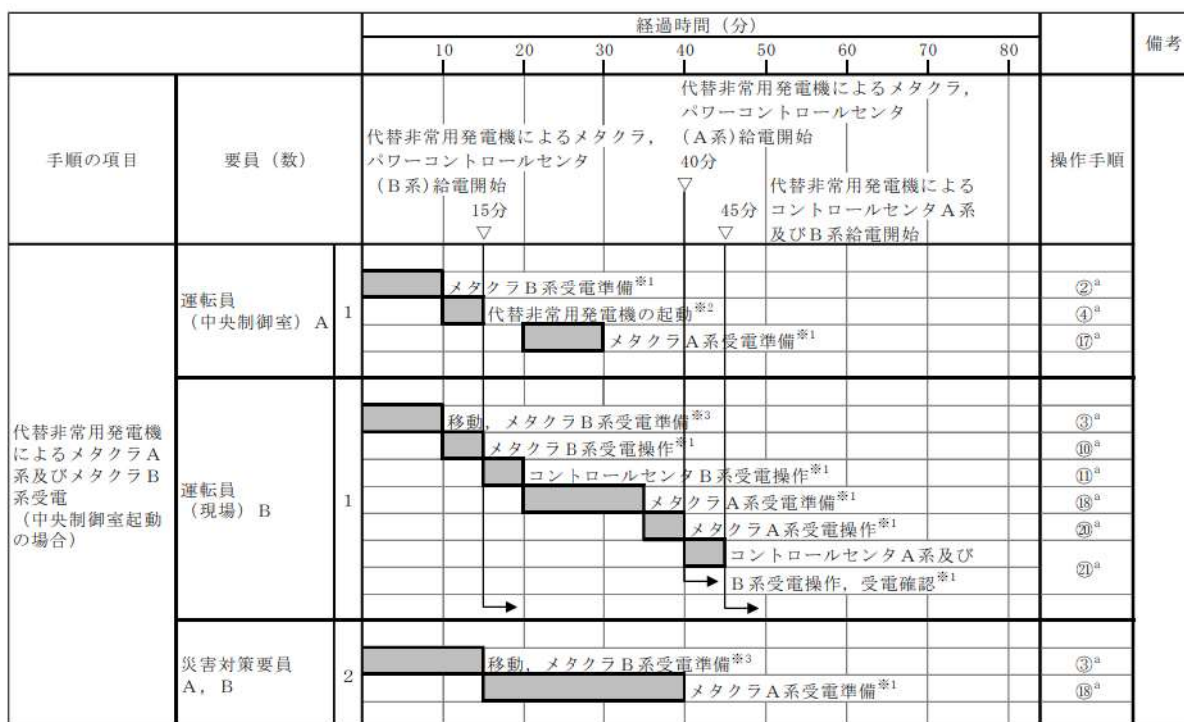 経過時間（分）
備考
10 20 30 40 50 60 70 80
手順の項目
要員（数）
代替非常用発電機によるメタクラ，
パワーコントロールセンタ
（Ｂ系）給電開始
15分
▽
代替非常用発電機によるメタクラ，
パワーコントロールセンタ
（Ａ系）給電開始
40分
▽
代替非常用発電機による
コントロールセンタＡ系
及びＢ系給電開始
45分
▽
操作手順
代替非常用発電機
によるメタクラＡ
系及びメタクラＢ
系受電
（中央制御室起動
の場合）
運転員
（中央制御室）Ａ
1
メタクラＢ系受電準備※1
②a
代替非常用発電機の起動※2
④a
メタクラＡ系受電準備※1
⑰a
運転員
（現場）Ｂ
1
移動，メタクラＢ系受電準備※3
③a
メタクラＢ系受電操作※1
⑩a
コントロールセンタＢ系受電操作※1
⑪a
メタクラＡ系受電準備※1
⑱a
メタクラＡ系受電操作※1
⑳a
コントロールセンタＡ系及び
Ｂ系受電操作，受電確認※1
㉑a
災害対策要員
Ａ，Ｂ
2
移動，メタクラＢ系受電準備※3
③a
メタクラＡ系受電準備※1
⑱a